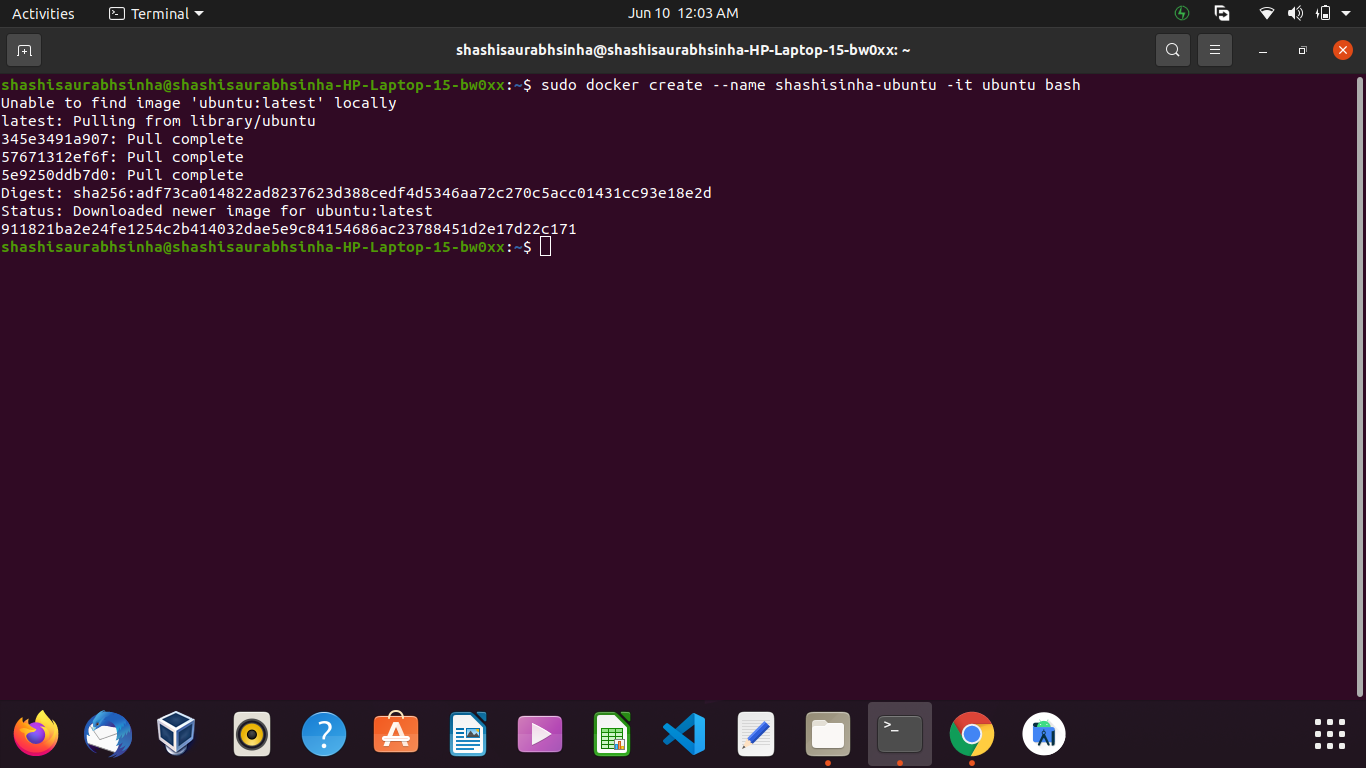 Activities
Terminal
Jun 10 12:03 AM
shashisaurabhsinha@shashisaurabhsinha-HP-Laptop-15-bw0xx: ~
shashisaurabhsinha@shashisaurabhsinha-HP-Laptop-15-bw0xx:~$ sudo docker create --name shashisinha-ubuntu -it ubuntu bash
Unable to find image 'ubuntu:latest' locally
latest: Pulling from library/ubuntu
345e3491a907: Pull complete
57671312ef6f: Pull complete
5e9250ddb7d0: Pull complete
Digest: sha256:adf73ca014822ad8237623d388cedf4d5346aa72c270c5acc01431cc93e18e2d
Status: Downloaded newer image for ubuntu:latest
911821ba2e24fe1254c2b414032dae5e9c84154686ac23788451d2e17d22c171
shashisaurabhsinha@shashisaurabhsinha-HP-Laptop-15-bw0xx:~$